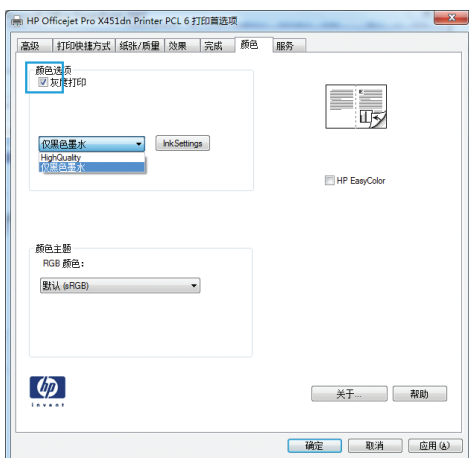 HP Officejet Pro X451dn Printer PCL 6 打印首选项
高级 打印快捷方式 纸张/质量 效果 完成 颜色 服务
颜色选项
灰度打印
仅黑色墨水 InkSettings
HighQuality
仅黑色墨水
HP EasyColor
颜色主题
RGB 颜色:
默认 (sRGB)
hp
invent
关于... 帮助
确定 取消 应用(A)